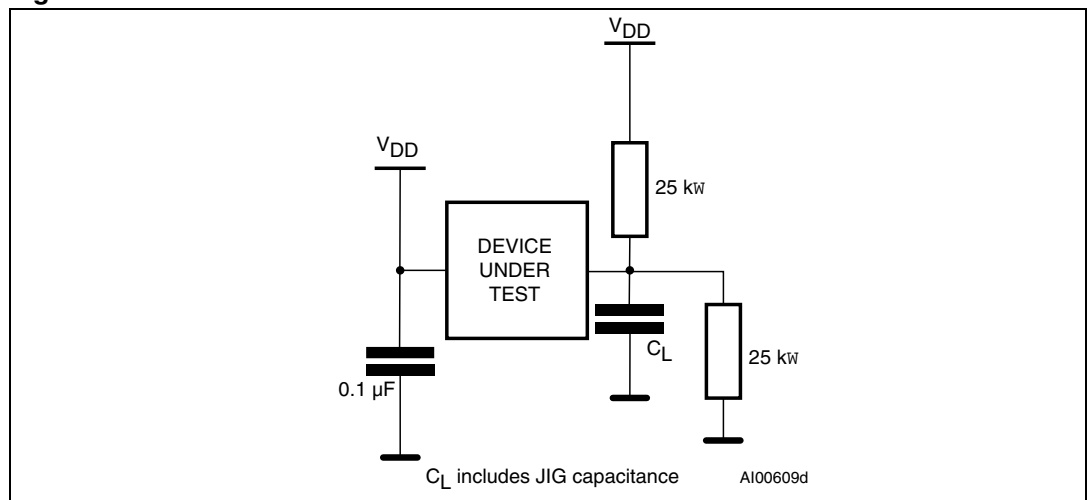 VDD
VDD
25 kW
DEVICE
UNDER
TEST
CL
25 kW
0.1 µF
CL includes JIG capacitance
AI00609d